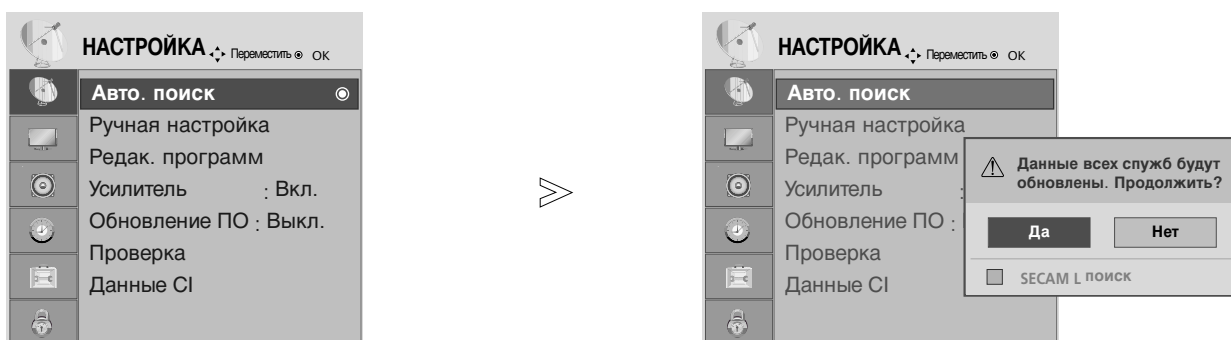 НАСТРОЙКА Переместить OK
Авто. поиск
Ручная настройка
Редак. программ
Усилитель : Вкл.
Обновление ПО : Выкл.
Проверка
Данные CI
НАСТРОЙКА Переместить OK
Авто. поиск
Ручная настройка
Редак. программ
Усилитель :
Обновление ПО :
Проверка
Данные CI
Данные всех служб будут
обновлены. Продолжить?
Да Нет
SECAM L поиск